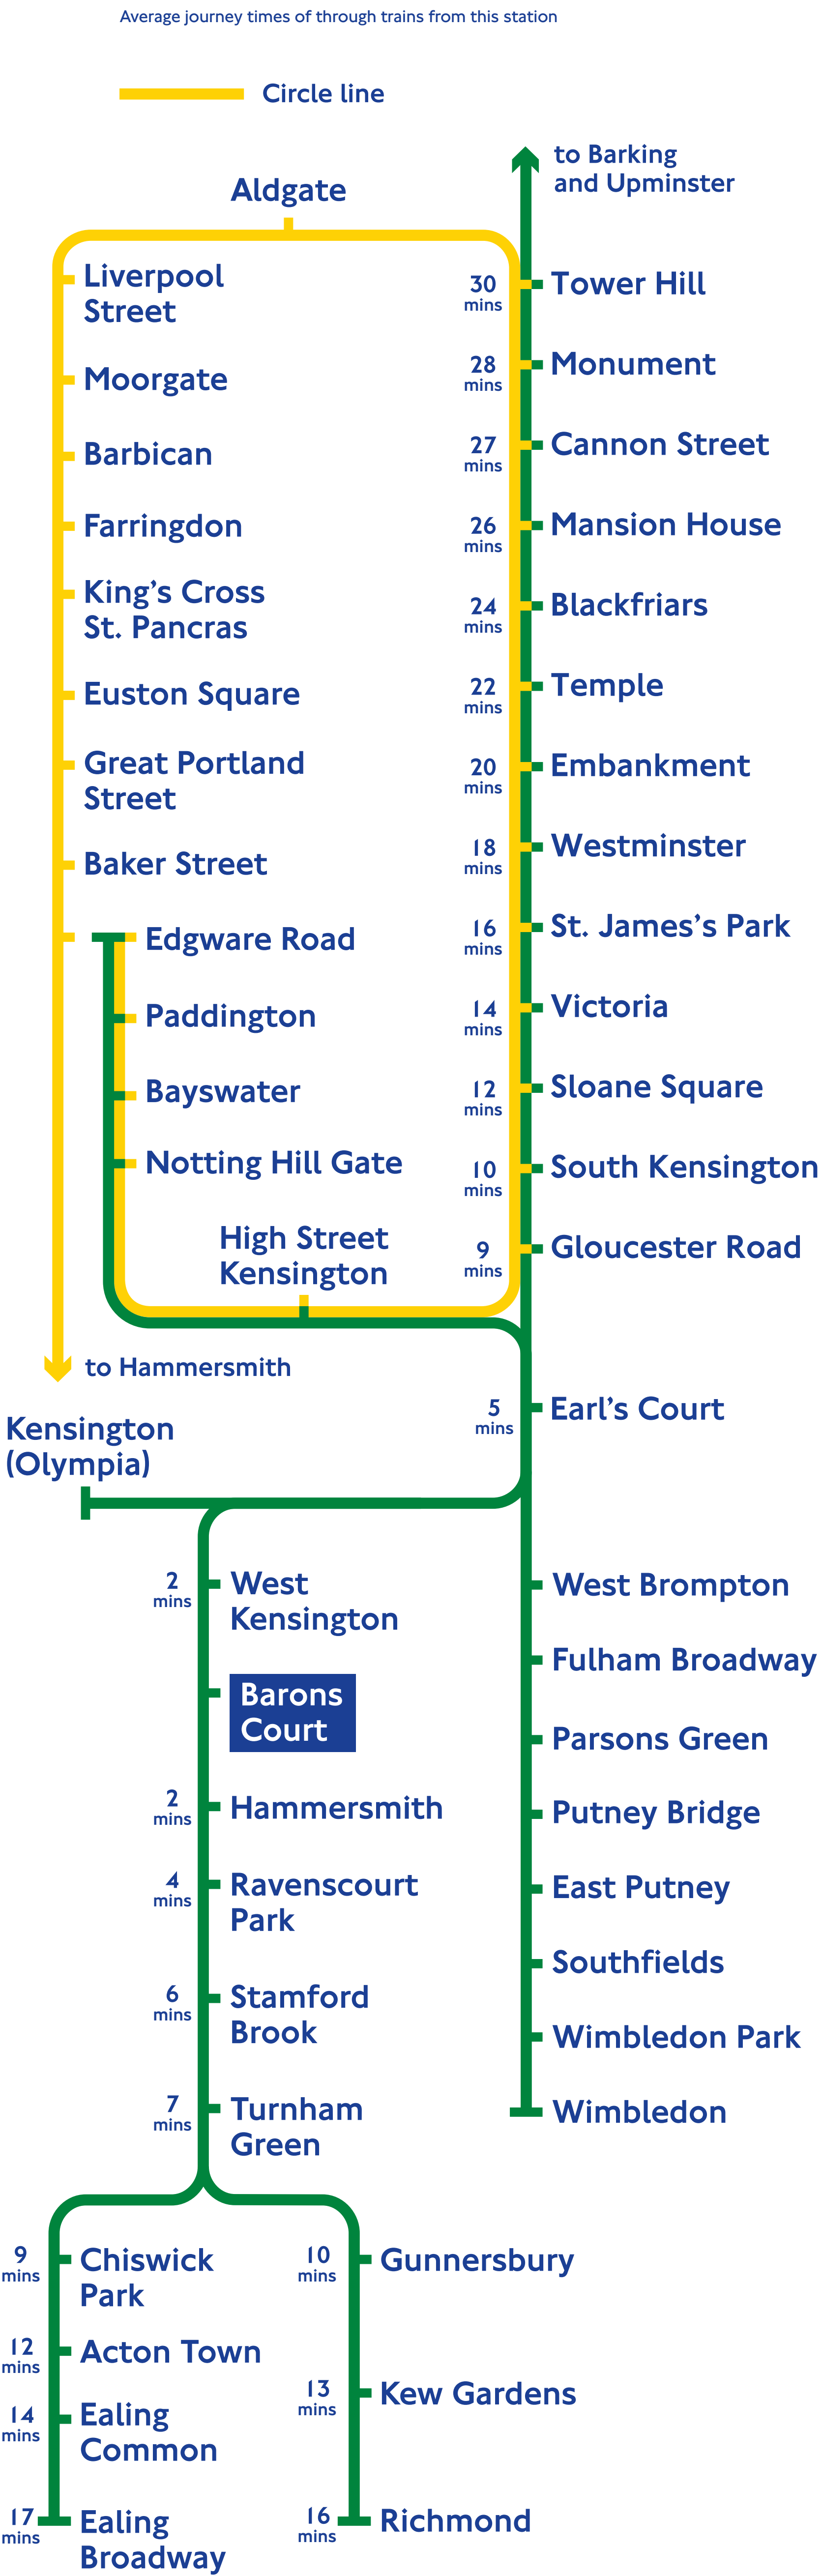 Average journey times of through trains from this station
Circle line
to Barking
and Upminster
Aldgate
Liverpool
Street
Moorgate
Barbican
Farringdon
King's Cross
St. Pancras
Euston Square
Great Portland
Street
Baker Street
Edgware Road
Paddington
Bayswater
Notting Hill Gate
High Street
Kensington
to Hammersmith
30
mins
Tower Hill
28
mins
Monument
27
mins
Cannon Street
26
mins
Mansion House
24
mins
Blackfriars
22
mins
Temple
20
mins
Embankment
18
mins
Westminster
16
mins
St. James's Park
14
mins
Victoria
12
mins
Sloane Square
10
mins
South Kensington
9
mins
Gloucester Road
5
mins
Earl's Court
Kensington
(Olympia)
2
mins
West
Kensington
Barons
Court
2
mins
Hammersmith
4
mins
Ravenscourt
Park
6
mins
Stamford
Brook
7
mins
Turnham
Green
West Brompton
Fulham Broadway
Parsons Green
Putney Bridge
East Putney
Southfields
Wimbledon Park
Wimbledon
9
mins
Chiswick
Park
12
mins
Acton Town
14
mins
Ealing
Common
17
mins
Ealing
Broadway
10
mins
Gunnersbury
13
mins
Kew Gardens
16
mins
Richmond